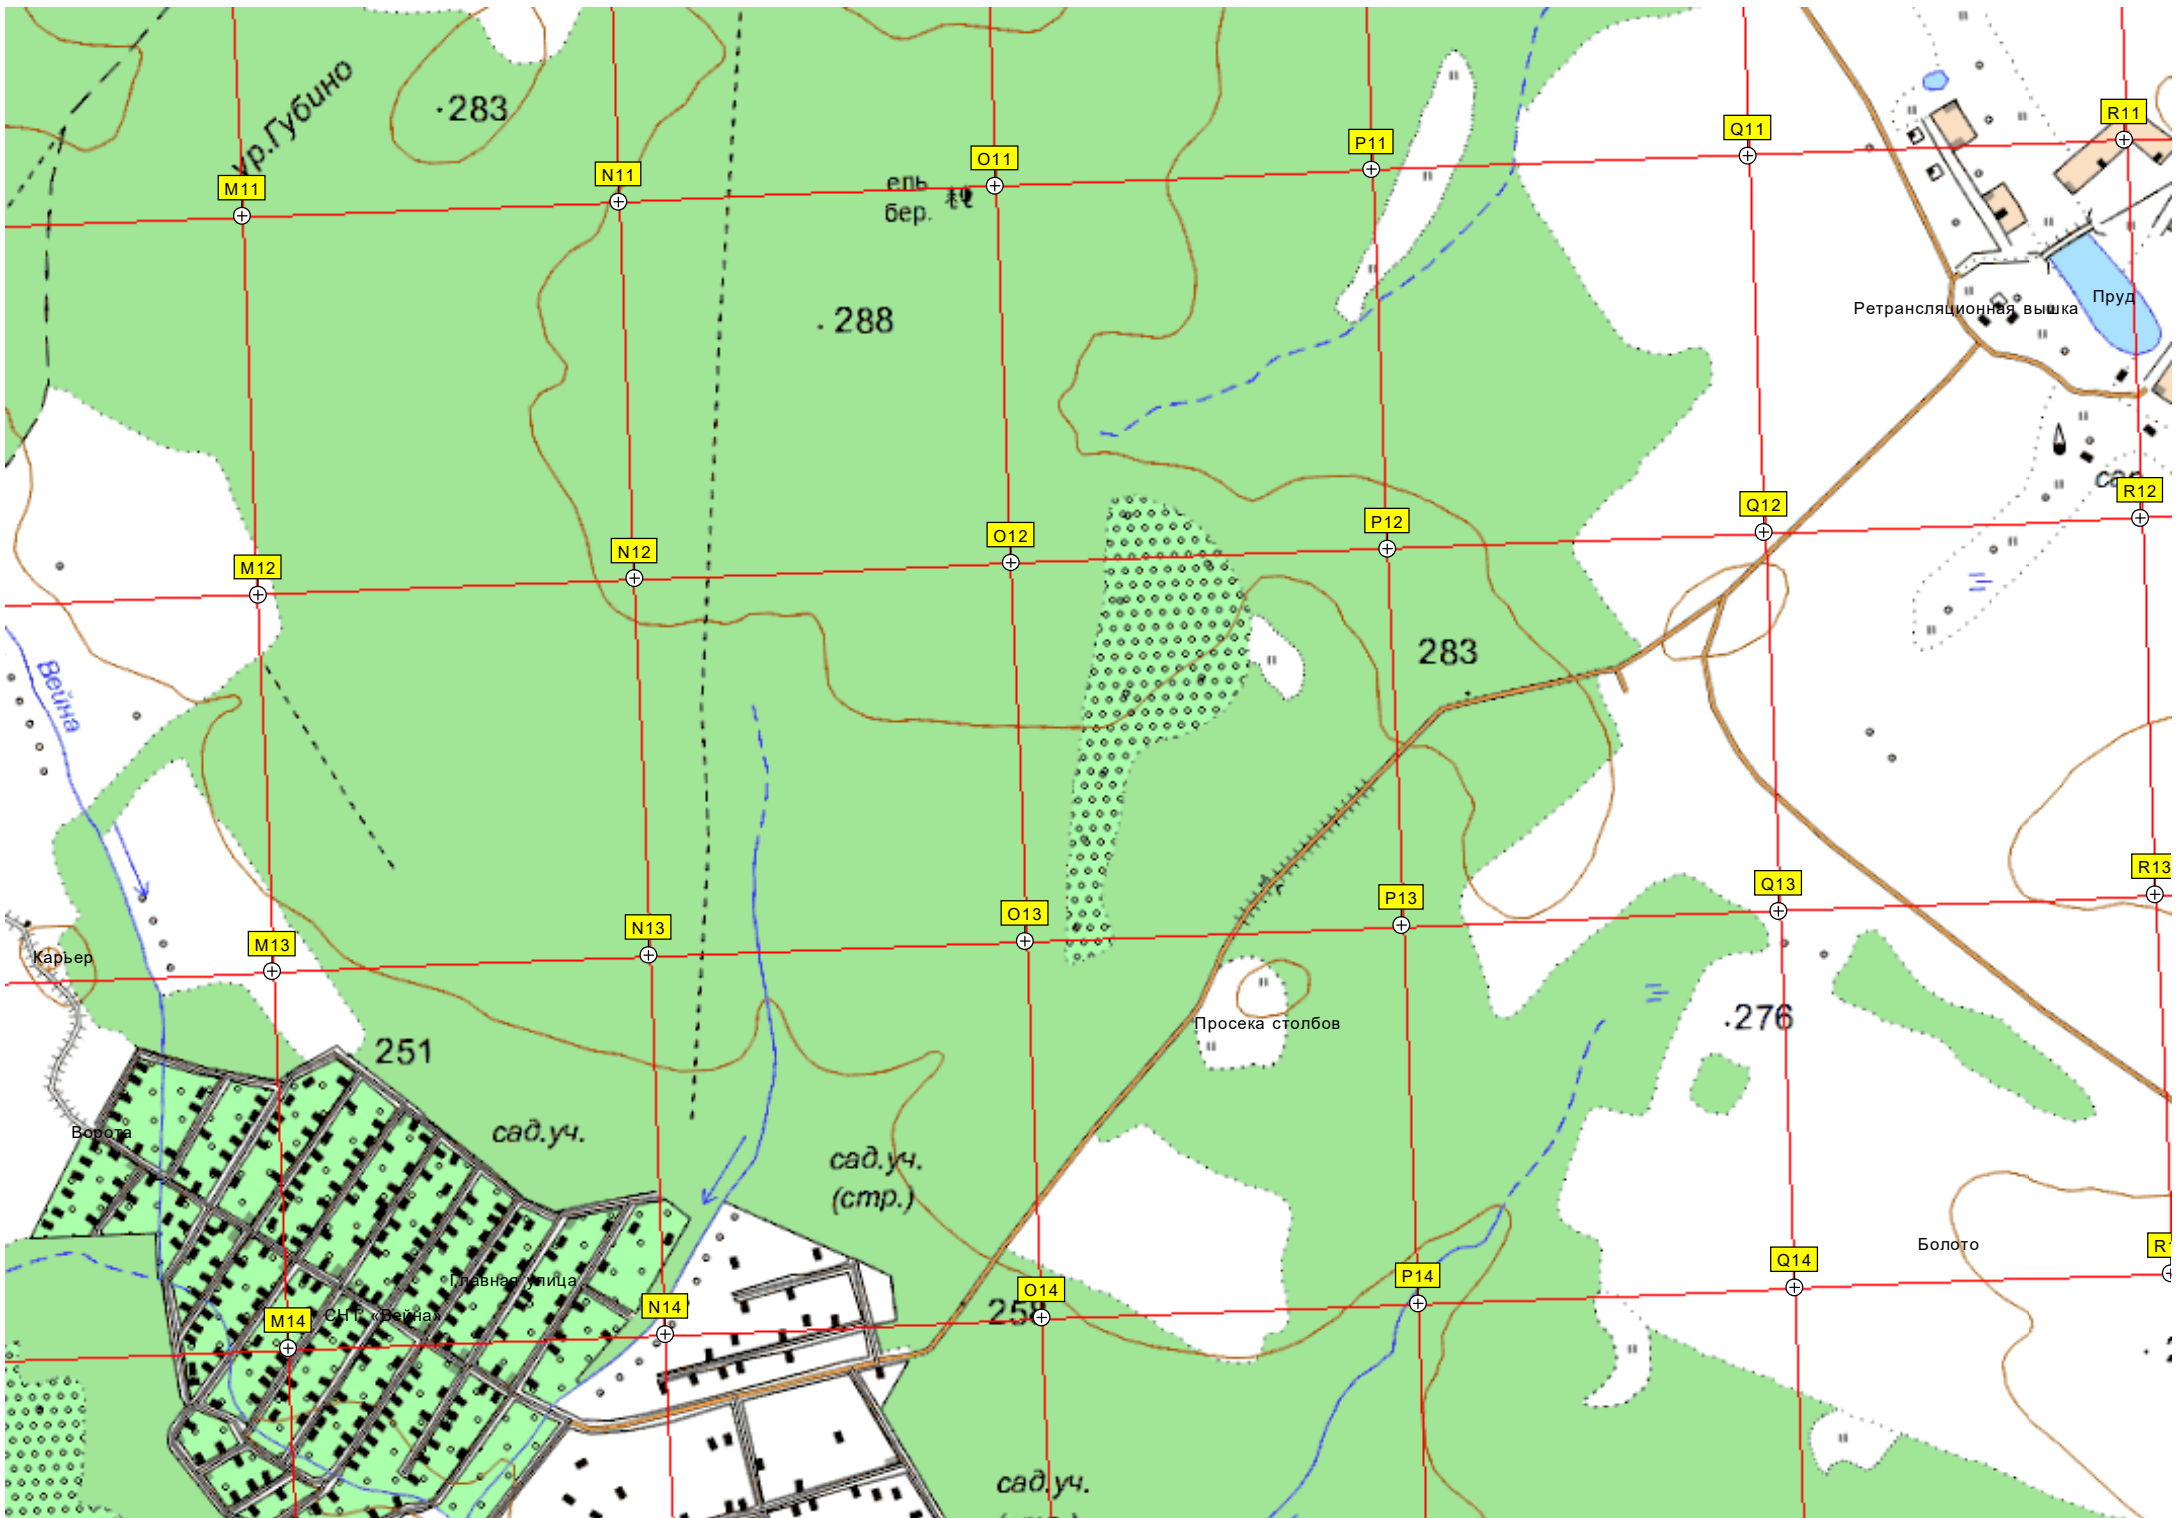 ур.Губино
283
M11
N11
O11
P11
Q11
R11
ель
бер.
288
Ретрансляционная вышка
Пруд
M12
N12
O12
P12
Q12
R12
283
Вейна
M13
N13
O13
P13
Q13
R13
Карьер
Просека столбов
276
251
Ворота
сад.уч.
сад.уч.
(стр.)
Главная улица
СНТ «Вейна»
Болото
M14
N14
O14
P14
Q14
258
сад.уч.